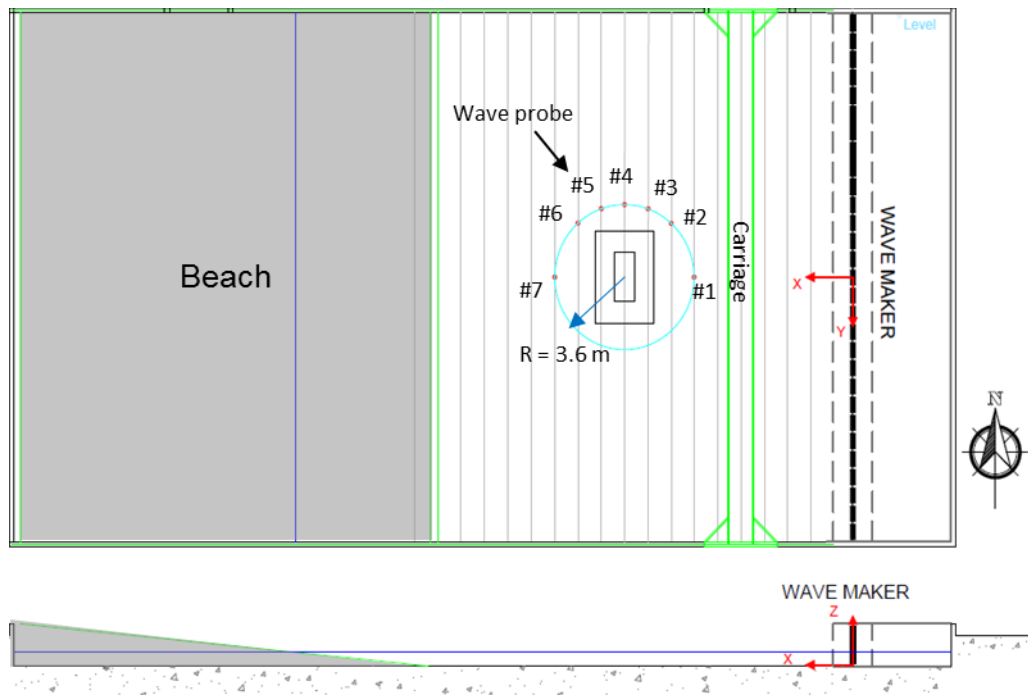 Level
Wave probe
#5
#4
#3
#6
#2
WAVE MAKER
Carriage
Beach
#7
#1
X
Y
R = 3.6 m
N
WAVE MAKER
Z
X